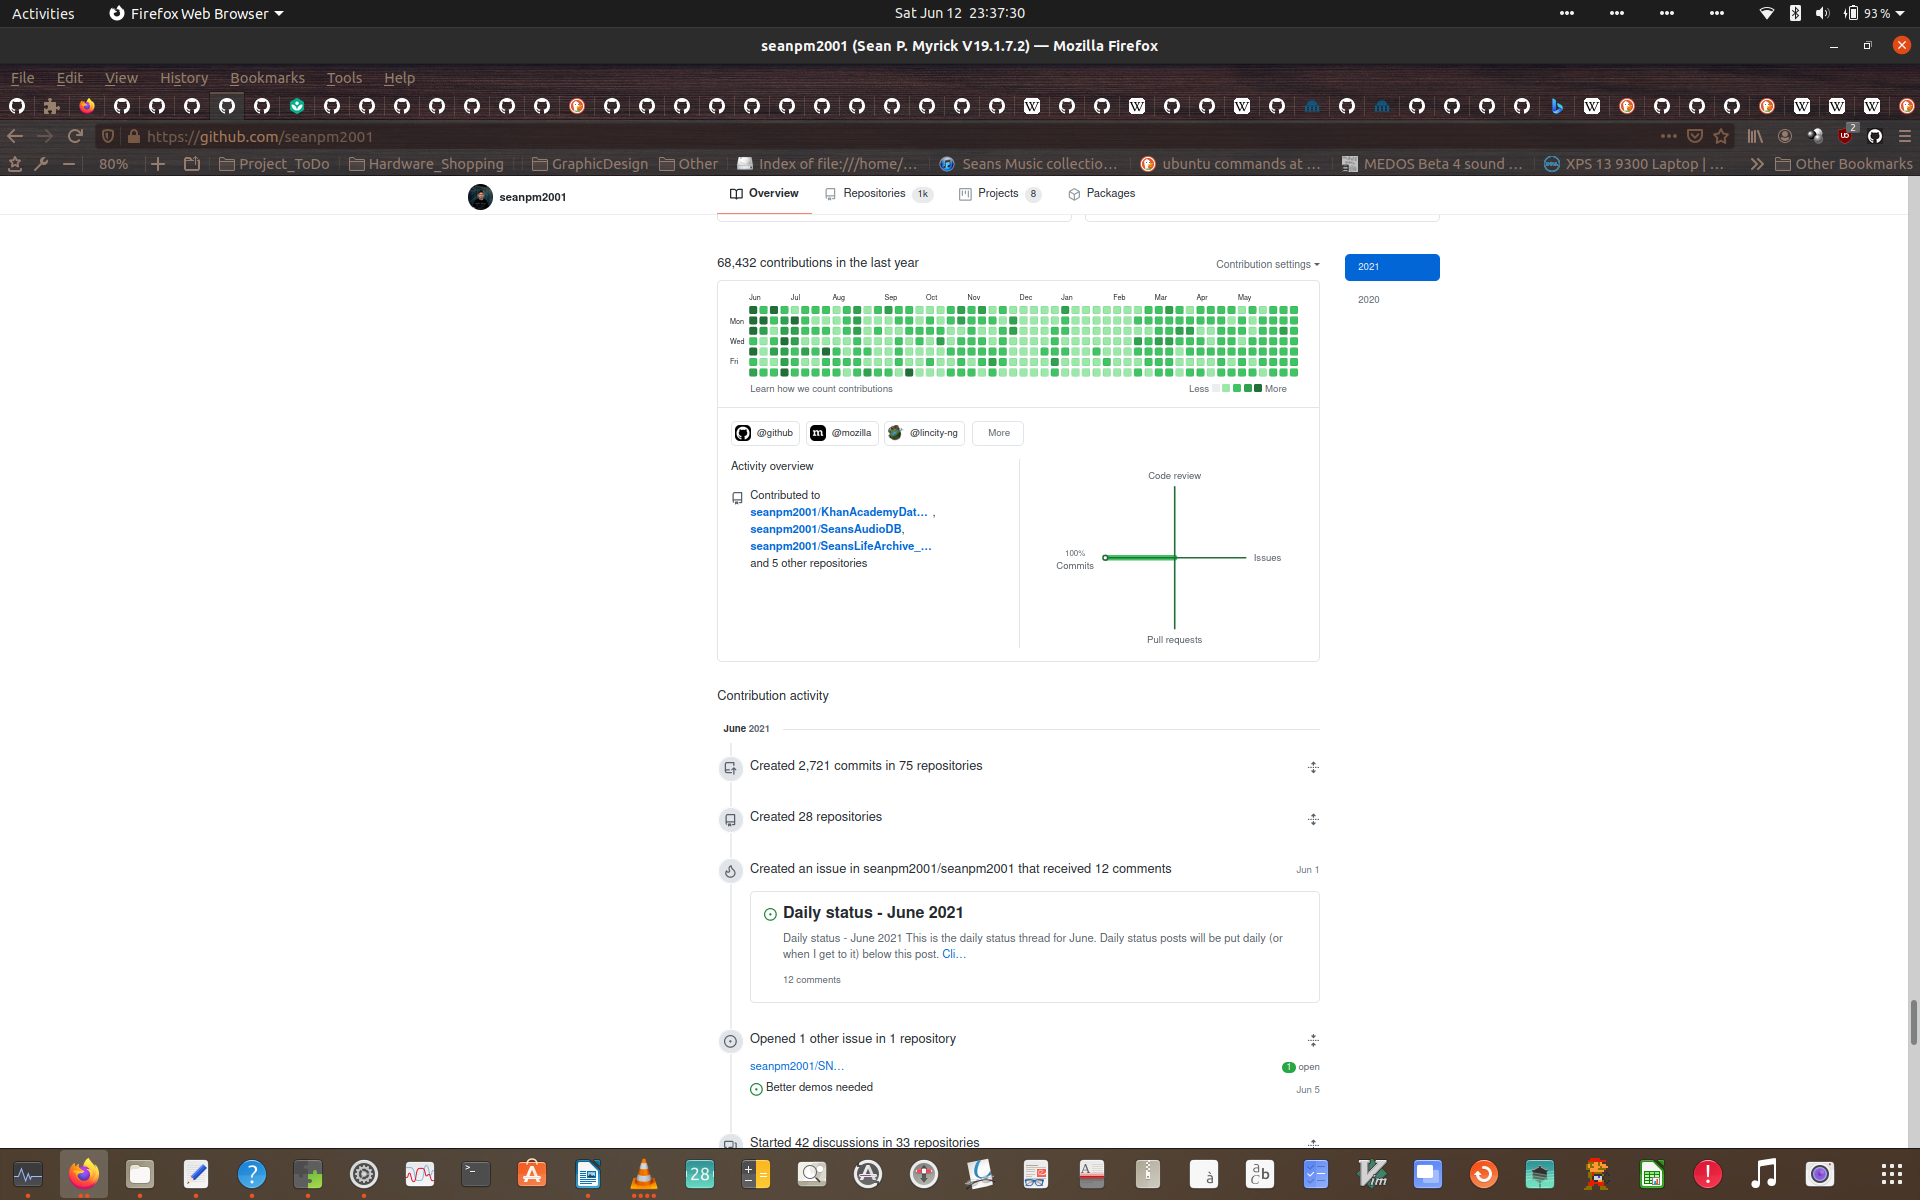 Activities
Firefox Web Browser
Sat Jun 12 23:37:30
93 %
seanpm2001 (Sean P. Myrick V19.1.7.2) — Mozilla Firefox
File Edit View History Bookmarks Tools Help
https://github.com/seanpm2001
2
80%
Project_ToDo
Hardware_Shopping
GraphicDesign
Other
Index of file:///home/…
Seans Music collectio…
ubuntu commands at …
MEDOS Beta 4 sound …
XPS 13 9300 Laptop | …
Other Bookmarks
seanpm2001
Overview
Repositories 1k
Projects 8
Packages
68,432 contributions in the last year
Contribution settings
2021
2020
Jun Jul Aug Sep Oct Nov Dec Jan Feb Mar Apr May
Mon
Wed
Fri
Learn how we count contributions
Less More
@github
@mozilla
@lincity-ng
More
Activity overview
Contributed to
seanpm2001/KhanAcademyDat… ,
seanpm2001/SeansAudioDB,
seanpm2001/SeansLifeArchive_…
and 5 other repositories
Code review
100%
Commits
Issues
Pull requests
Contribution activity
June 2021
Created 2,721 commits in 75 repositories
Created 28 repositories
Created an issue in seanpm2001/seanpm2001 that received 12 comments
Jun 1
Daily status - June 2021
Daily status - June 2021 This is the daily status thread for June. Daily status posts will be put daily (or
when I get to it) below this post. Cli…
12 comments
Opened 1 other issue in 1 repository
seanpm2001/SN…
1 open
Better demos needed
Jun 5
Started 42 discussions in 33 repositories
28